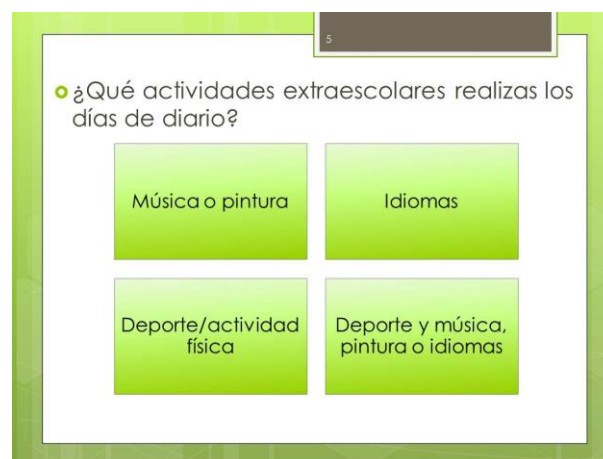 5
¿Qué actividades extraescolares realizas los
días de diario?
Música o pintura
Idiomas
Deporte/actividad
física
Deporte y música,
pintura o idiomas